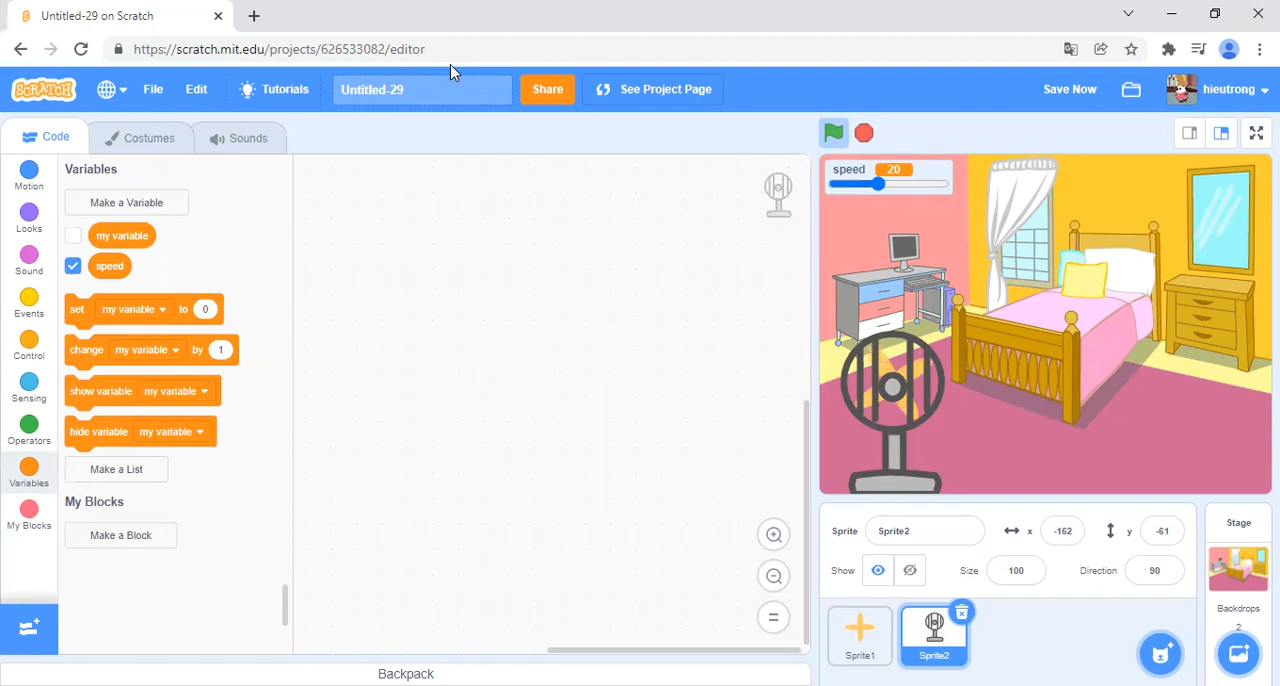 Untitled-29 on Scratch
https://scratch.mit.edu/projects/626533082/editor
SCRATCH File Edit Tutorials Untitled-29 Share See Project Page Save Now hieutrong
Code Costumes Sounds
Motion
Looks
Sound
Events
Control
Sensing
Operators
Variables
My Blocks
Variables
Make a Variable
my variable
speed
set my variable to 0
change my variable by 1
show variable my variable
hide variable my variable
Make a List
My Blocks
Make a Block
Backpack
speed 20
Sprite Sprite2 x -162 y -61
Show Size 100 Direction 90
Sprite1
Sprite2
Stage
Backdrops
2